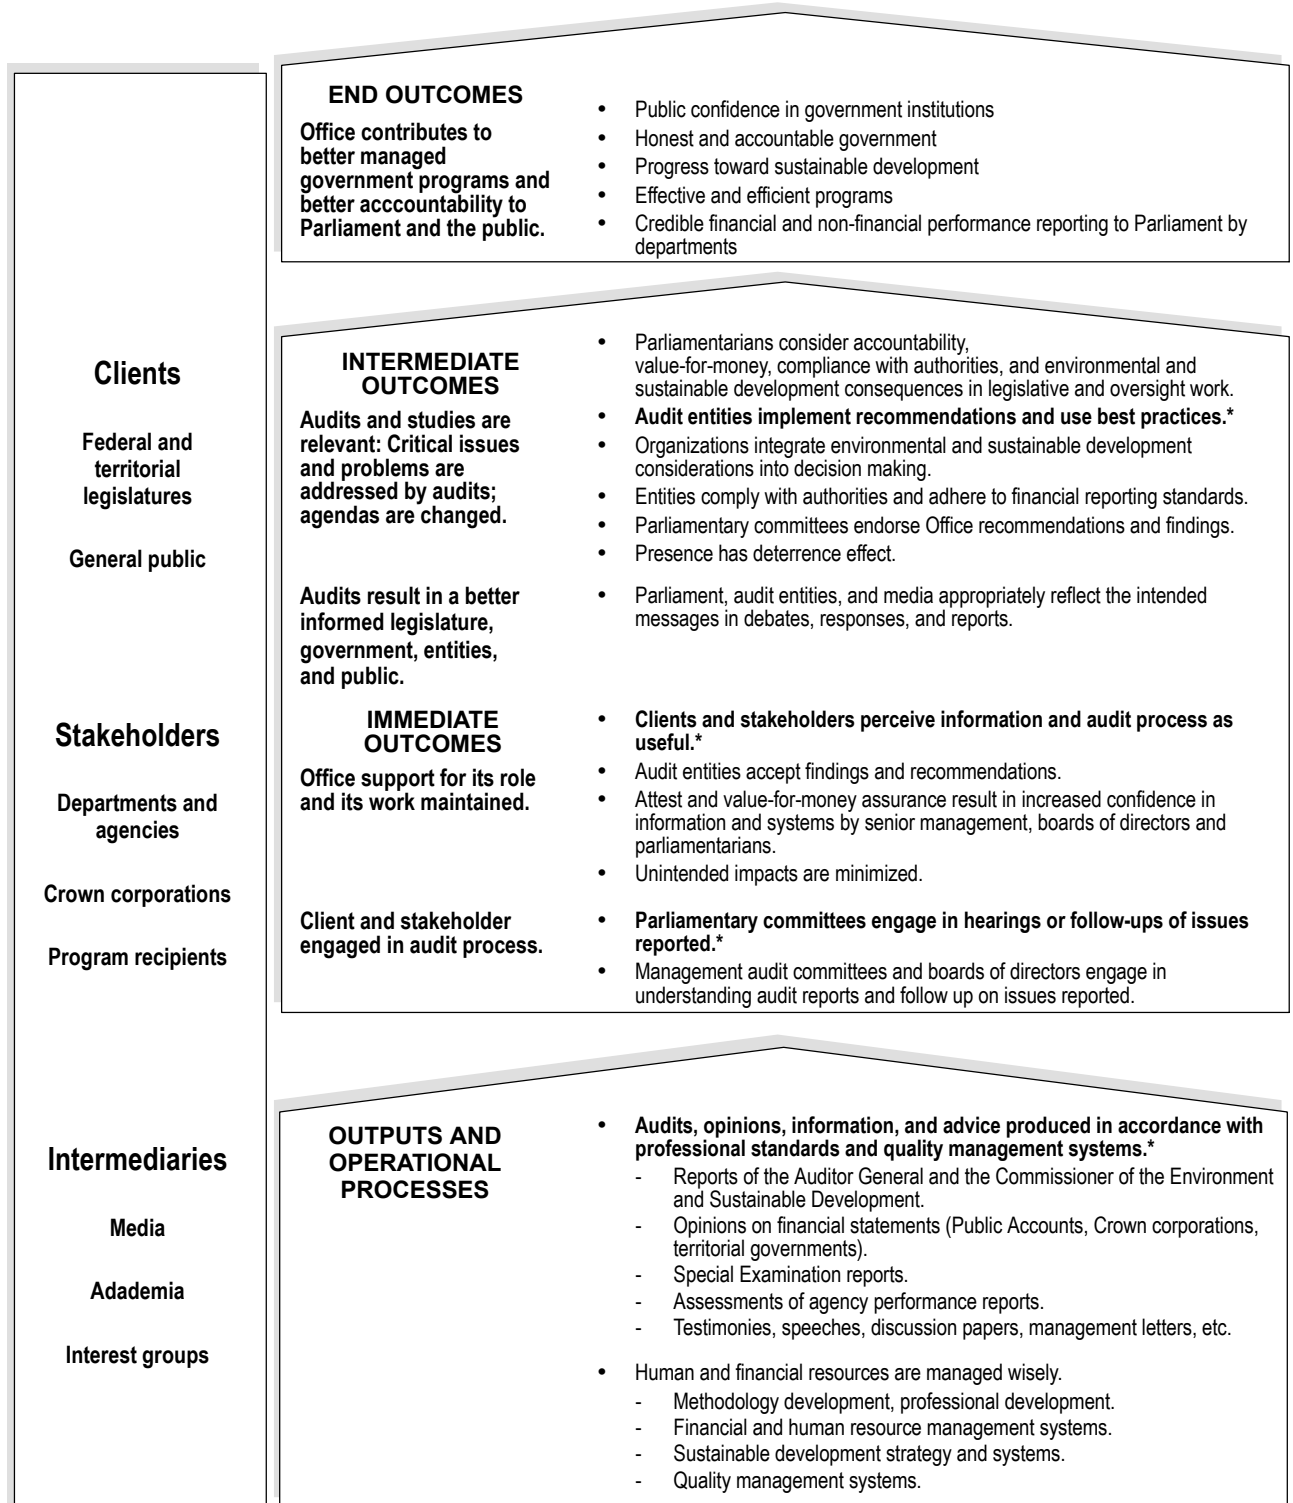 Clients
Federal and
territorial
legislatures
General public
Stakeholders
Departments and
agencies
Crown corporations
Program recipients
Intermediaries
Media
Adademia
Interest groups
END OUTCOMES
Office contributes to
better managed
government programs and
better acccountability to
Parliament and the public.
• Public confidence in government institutions
• Honest and accountable government
• Progress toward sustainable development
• Effective and efficient programs
• Credible financial and non-financial performance reporting to Parliament by
departments
INTERMEDIATE
OUTCOMES
Audits and studies are
relevant: Critical issues
and problems are
addressed by audits;
agendas are changed.
• Parliamentarians consider accountability,
value-for-money, compliance with authorities, and environmental and
sustainable development consequences in legislative and oversight work.
• Audit entities implement recommendations and use best practices.*
• Organizations integrate environmental and sustainable development
considerations into decision making.
• Entities comply with authorities and adhere to financial reporting standards.
• Parliamentary committees endorse Office recommendations and findings.
• Presence has deterrence effect.
Audits result in a better
informed legislature,
government, entities,
and public.
• Parliament, audit entities, and media appropriately reflect the intended
messages in debates, responses, and reports.
IMMEDIATE
OUTCOMES
Office support for its role
and its work maintained.
• Clients and stakeholders perceive information and audit process as
useful.*
• Audit entities accept findings and recommendations.
• Attest and value-for-money assurance result in increased confidence in
information and systems by senior management, boards of directors and
parliamentarians.
• Unintended impacts are minimized.
Client and stakeholder
engaged in audit process.
• Parliamentary committees engage in hearings or follow-ups of issues
reported.*
• Management audit committees and boards of directors engage in
understanding audit reports and follow up on issues reported.
OUTPUTS AND
OPERATIONAL
PROCESSES
• Audits, opinions, information, and advice produced in accordance with
professional standards and quality management systems.*
- Reports of the Auditor General and the Commissioner of the Environment
and Sustainable Development.
- Opinions on financial statements (Public Accounts, Crown corporations,
territorial governments).
- Special Examination reports.
- Assessments of agency performance reports.
- Testimonies, speeches, discussion papers, management letters, etc.
• Human and financial resources are managed wisely.
- Methodology development, professional development.
- Financial and human resource management systems.
- Sustainable development strategy and systems.
- Quality management systems.